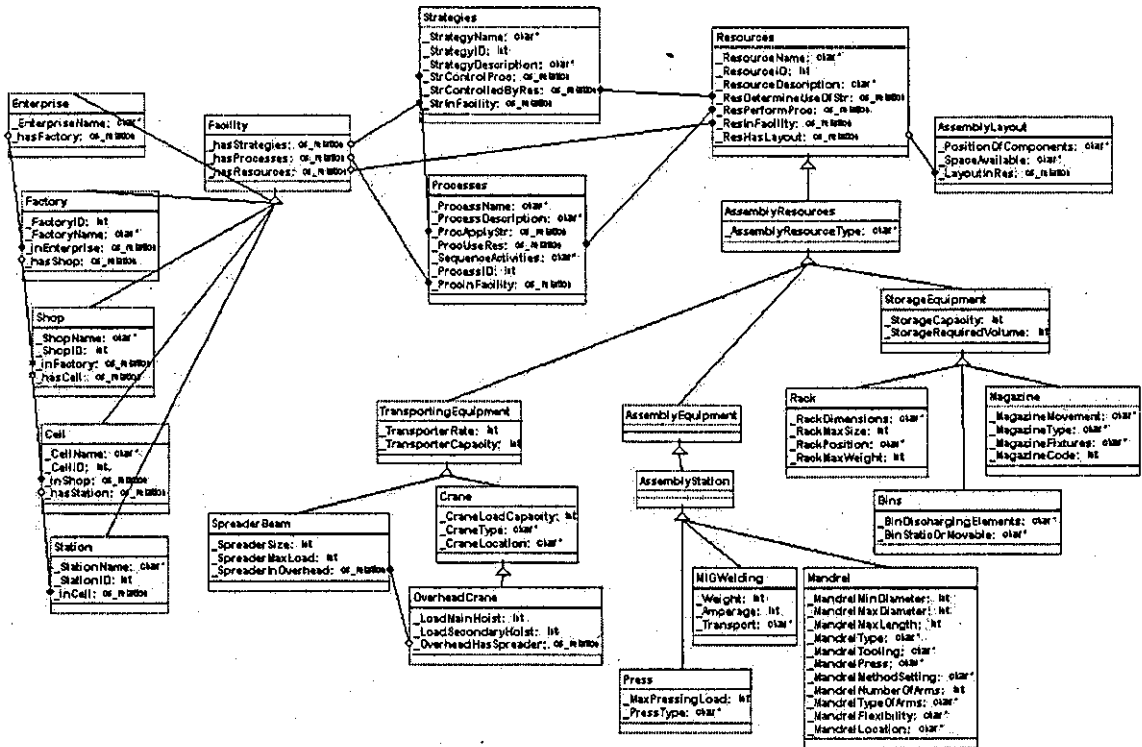 Strategies
_StrategyName: char*
_StrategyID: int
_StrategyDescription: char*
_StrControlProc: os_relation
_StrControlledByRes: os_relation
_StrInFacility: os_relation
Resources
_ResourceName: char*
_ResourceID: int
_ResourceDescription: char*
_ResDetermineUseOfStr: os_relation
_ResPerformProc: os_relation
_ResInFacility: os_relation
_ResHasLayout: os_relation
Enterprise
_EnterpriseName: char*
_hasFactory: os_relation
Facility
_hasStrategies: os_relation
_hasProcesses: os_relation
_hasResources: os_relation
AssemblyLayout
_PositionOfComponents: char*
_SpaceAvailable: char*
_LayoutInRes: os_relation
Factory
_FactoryID: int
_FactoryName: char*
_inEnterprise: os_relation
_hasShop: os_relation
Processes
_ProcessName: char*
_ProcessDescription: char*
_ProcApplyStr: os_relation
_ProcUseRes: os_relation
_SequenceActivities: char*
_ProcessID: int
_ProcInFacility: os_relation
AssemblyResources
_AssemblyResourceType: char*
Shop
_ShopName: char*
_ShopID: int
_inFactory: os_relation
_hasCell: os_relation
StorageEquipment
_StorageCapacity: int
_StorageRequiredVolume: int
Cell
_CellName: char*
_CellID: int
_inShop: os_relation
_hasStation: os_relation
TransportingEquipment
_TransporterRate: int
_TransporterCapacity: int
AssemblyEquipment
Rack
_RackDimensions: char*
_RackMaxSize: int
_RackPosition: char*
_RackMaxWeight: int
Magazine
_MagazineMovement: char*
_MagazineType: char*
_MagazineFixtures: char*
_MagazineCode: int
AssemblyStation
Bins
_BinDischargingElements: char*
_BinStaticOrMovable: char*
Station
_StationName: char*
_StationID: int
_inCell: os_relation
SpreaderBeam
_SpreaderSize: int
_SpreaderMaxLoad: int
_SpreaderInOverhead: os_relation
Crane
_CraneLoadCapacity: int
_CraneType: char*
_CraneLocation: char*
OverheadCrane
_LoadMainHoist: int
_LoadSecondaryHoist: int
_OverheadHasSpreader: os_relation
MIGWelding
_Weight: int
_Amperage: int
_Transport: char*
Mandrel
_MandrelMinDiameter: int
_MandrelMaxDiameter: int
_MandrelMaxLength: int
_MandrelType: char*
_MandrelTooling: char*
_MandrelPress: char*
_MandrelMethodSetting: char*
_MandrelNumberOfArms: int
_MandrelTypeOfArms: char*
_MandrelFlexibility: char*
_MandrelLocation: char*
Press
_MaxPressingLoad: int
_PressType: char*